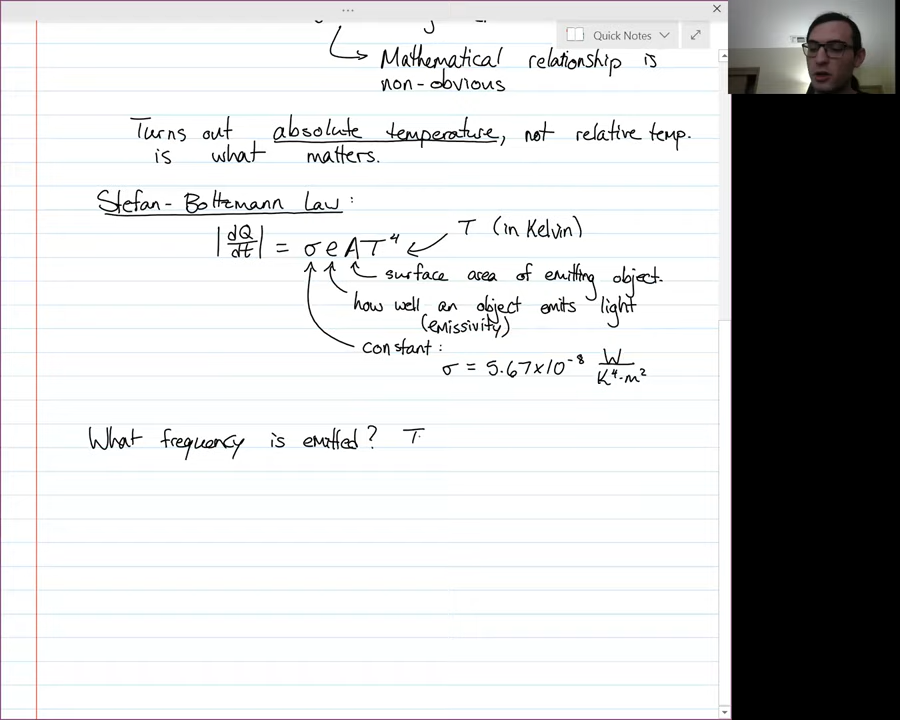 Quick Notes
Mathematical relationship is
non-obvious
Turns out absolute temperature, not relative temp.
is what matters.
Stefan-Boltzmann Law:
|dQ/dt| = σeAT⁴
T (in Kelvin)
surface area of emitting object.
how well an object emits light
(emissivity)
constant:
σ = 5.67×10⁻⁸ W/K⁴·m²
What frequency is emitted? T